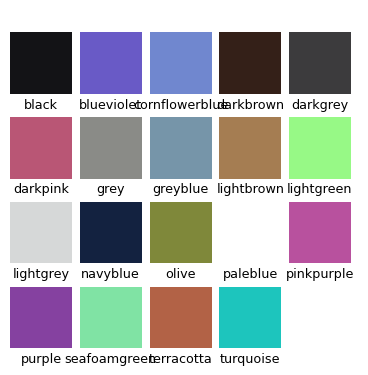 black blueviolet cornflowerblue darkbrown darkgrey
darkpink grey greyblue lightbrown lightgreen
lightgrey navyblue olive paleblue pinkpurple
purple seafoamgreen terracotta turquoise